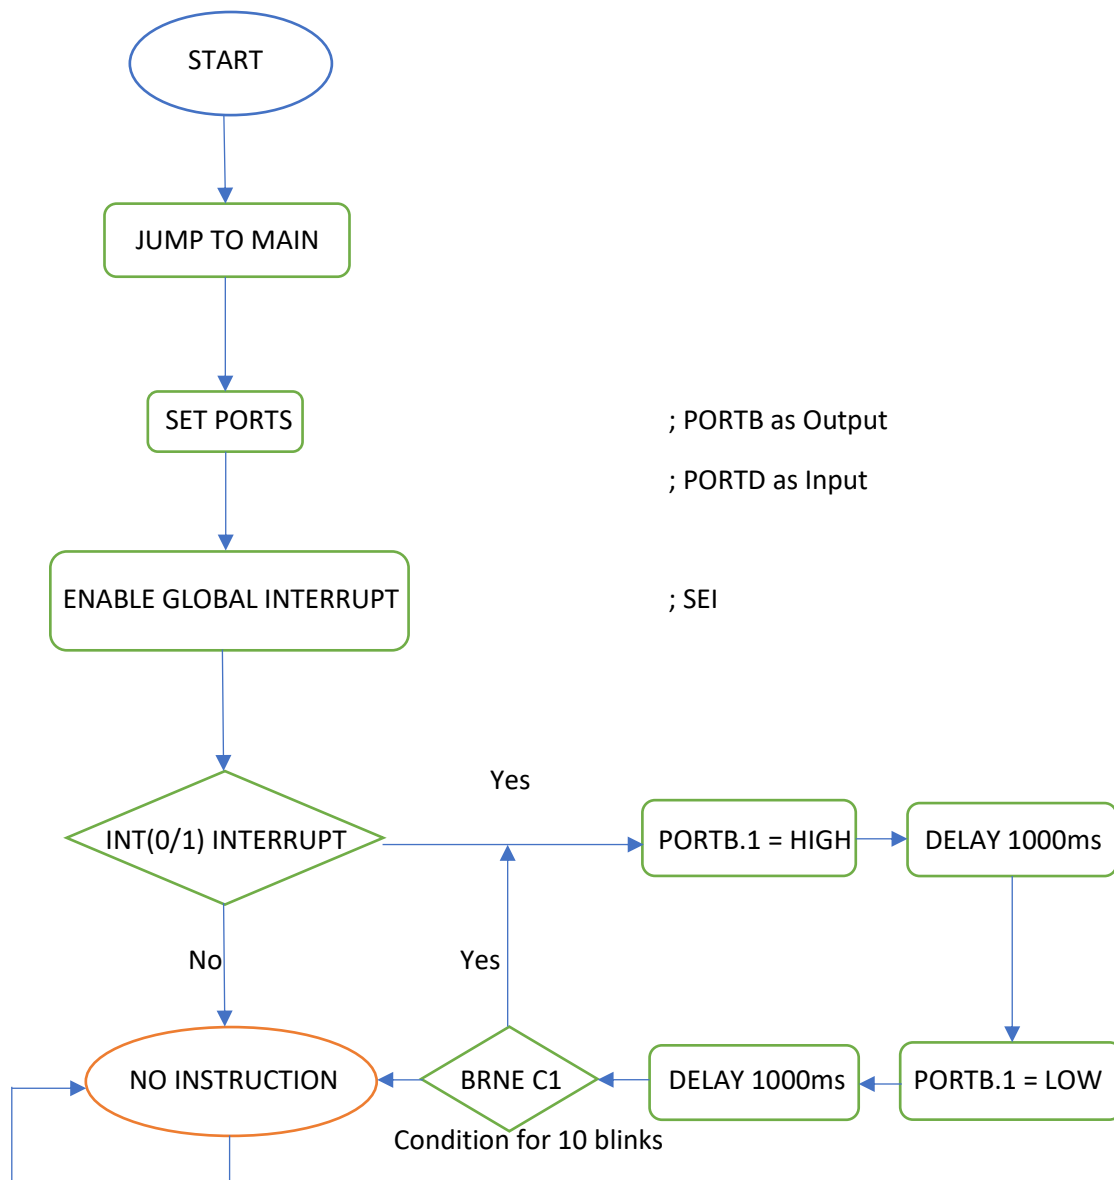 START
JUMP TO MAIN
SET PORTS
; PORTB as Output
; PORTD as Input
ENABLE GLOBAL INTERRUPT
; SEI
Yes
INT(0/1) INTERRUPT
PORTB.1 = HIGH
DELAY 1000ms
No
Yes
NO INSTRUCTION
BRNE C1
DELAY 1000ms
PORTB.1 = LOW
Condition for 10 blinks